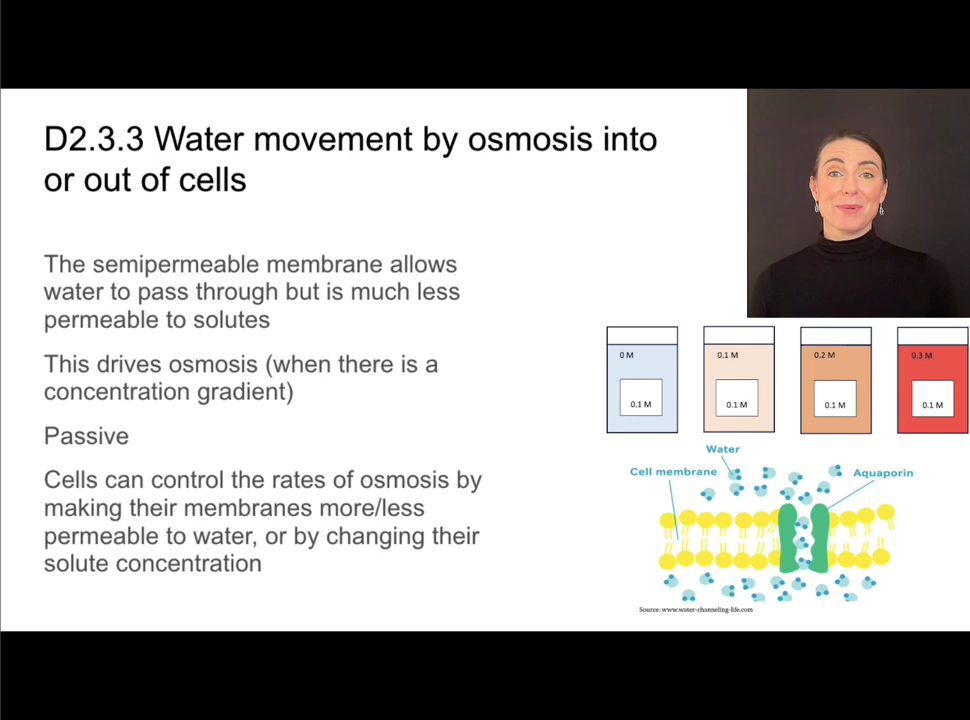 D2.3.3 Water movement by osmosis into
or out of cells
The semipermeable membrane allows
water to pass through but is much less
permeable to solutes
This drives osmosis (when there is a
concentration gradient)
Passive
Cells can control the rates of osmosis by
making their membranes more/less
permeable to water, or by changing their
solute concentration
0 M
0.1 M
0.1 M
0.1 M
0.2 M
0.1 M
0.3 M
0.1 M
Water
Cell membrane
Aquaporin
Source: www.water-channeling-life.com